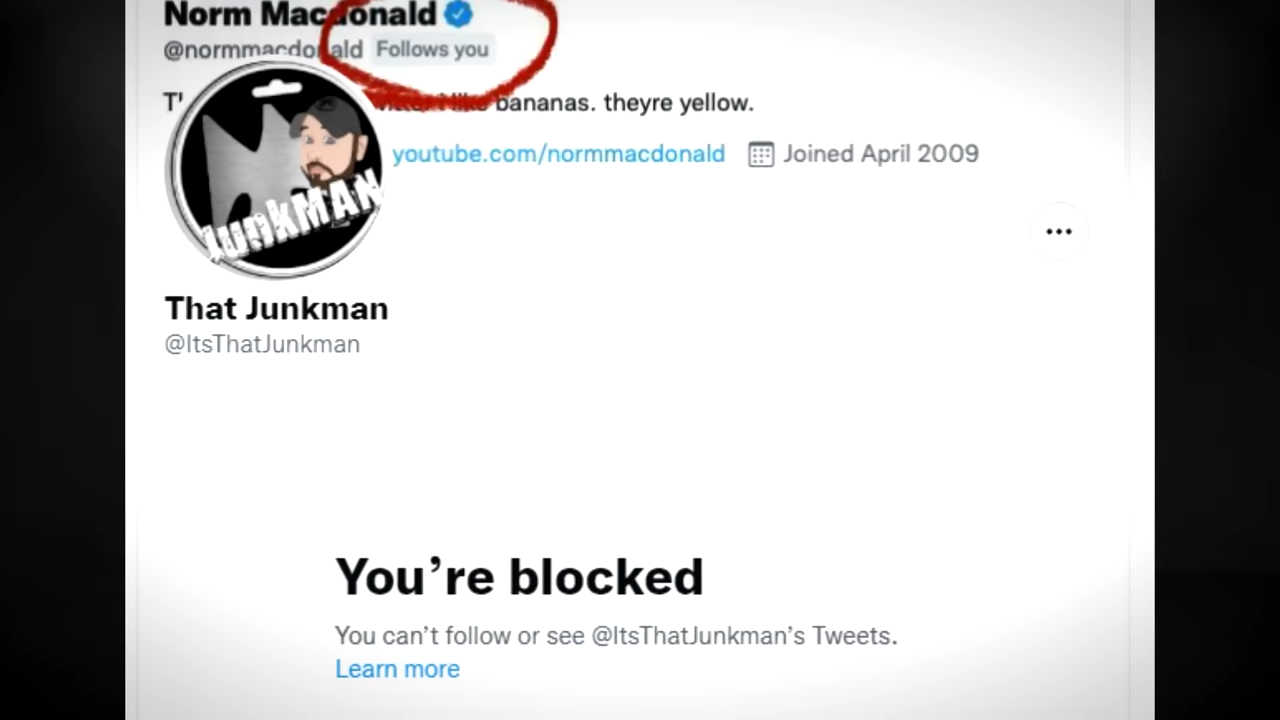 Norm Macdonald
@normmacdonald Follows you
like bananas. theyre yellow.
youtube.com/normmacdonald Joined April 2009
JunkMAN
That Junkman
@ItsThatJunkman
You're blocked
You can't follow or see @ItsThatJunkman's Tweets.
Learn more